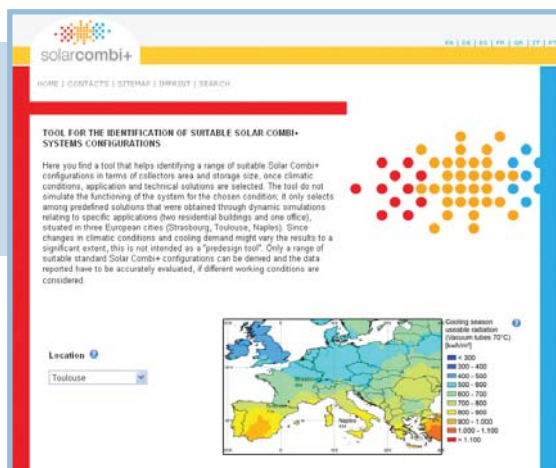 solarcombi+
EN | DE | ES | FR | GR | IT | PT
HOME | CONTACTS | SITEMAP | IMPRINT | SEARCH
TOOL FOR THE IDENTIFICATION OF SUITABLE SOLAR COMBI+
SYSTEMS CONFIGURATIONS
Here you find a tool that helps identifying a range of suitable Solar Combi+
configurations in terms of collectors area and storage size, once climatic
conditions, application and technical solutions are selected. The tool do not
simulate the functioning of the system for the chosen condition; it only selects
among predefined solutions that were obtained through dynamic simulations
relating to specific applications (two residential buildings and one office),
situated in three European cities (Strasbourg, Toulouse, Naples). Since
changes in climatic conditions and cooling demand might vary the results to a
significant extent, this is not intended as a "predesign tool". Only a range of
suitable standard Solar Combi+ configurations can be derived and the data
reported have to be accurately evaluated, if different working conditions are
considered.
Location ?
Toulouse
Strasbourg
Toulouse
Naples
Cooling season
usable radiation
(Vacuum tubes 70°C)
[kwh/m²]
< 300
300 - 400
400 - 500
500 - 600
600 - 700
700 - 800
800 - 900
900 - 1.000
1.000 - 1.100
> 1.100
?